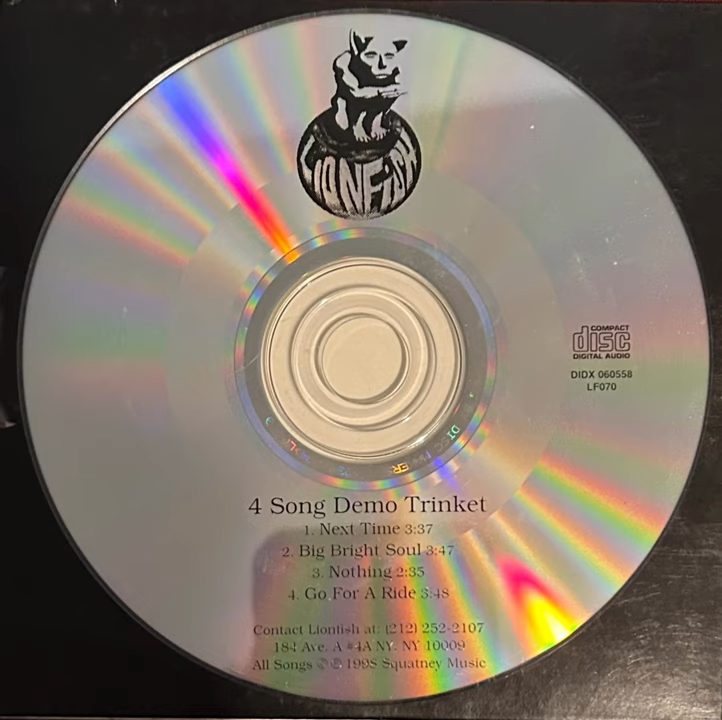 LIONFISH
COMPACT
disc
DIGITAL AUDIO
DIDX 060558
LF070
4 Song Demo Trinket
1. Next Time 3:37
2. Big Bright Soul 3:47
3. Nothing 2:35
4. Go For A Ride 3:48
Contact Lionfish at: (212) 252-2107
184 Ave. A #4A NY, NY 10009
All Songs © ℗ 1998 Squatney Music